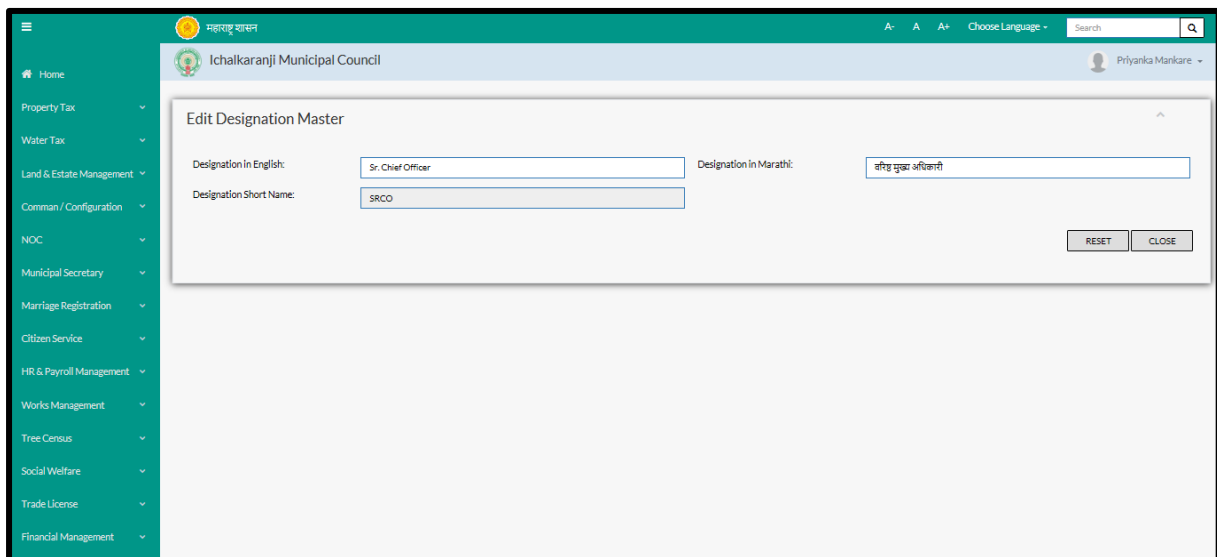 महाराष्ट्र शासन
A- A A+ Choose Language Search
Ichalkaranji Municipal Council
Priyanka Mankare
Home
Property Tax
Water Tax
Land & Estate Management
Comman / Configuration
NOC
Municipal Secretary
Marriage Registration
Citizen Service
HR & Payroll Management
Works Management
Tree Census
Social Welfare
Trade License
Financial Management
Edit Designation Master
Designation in English: Sr. Chief Officer Designation in Marathi: वरिष्ठ मुख्य अधिकारी
Designation Short Name: SRCO
RESET CLOSE